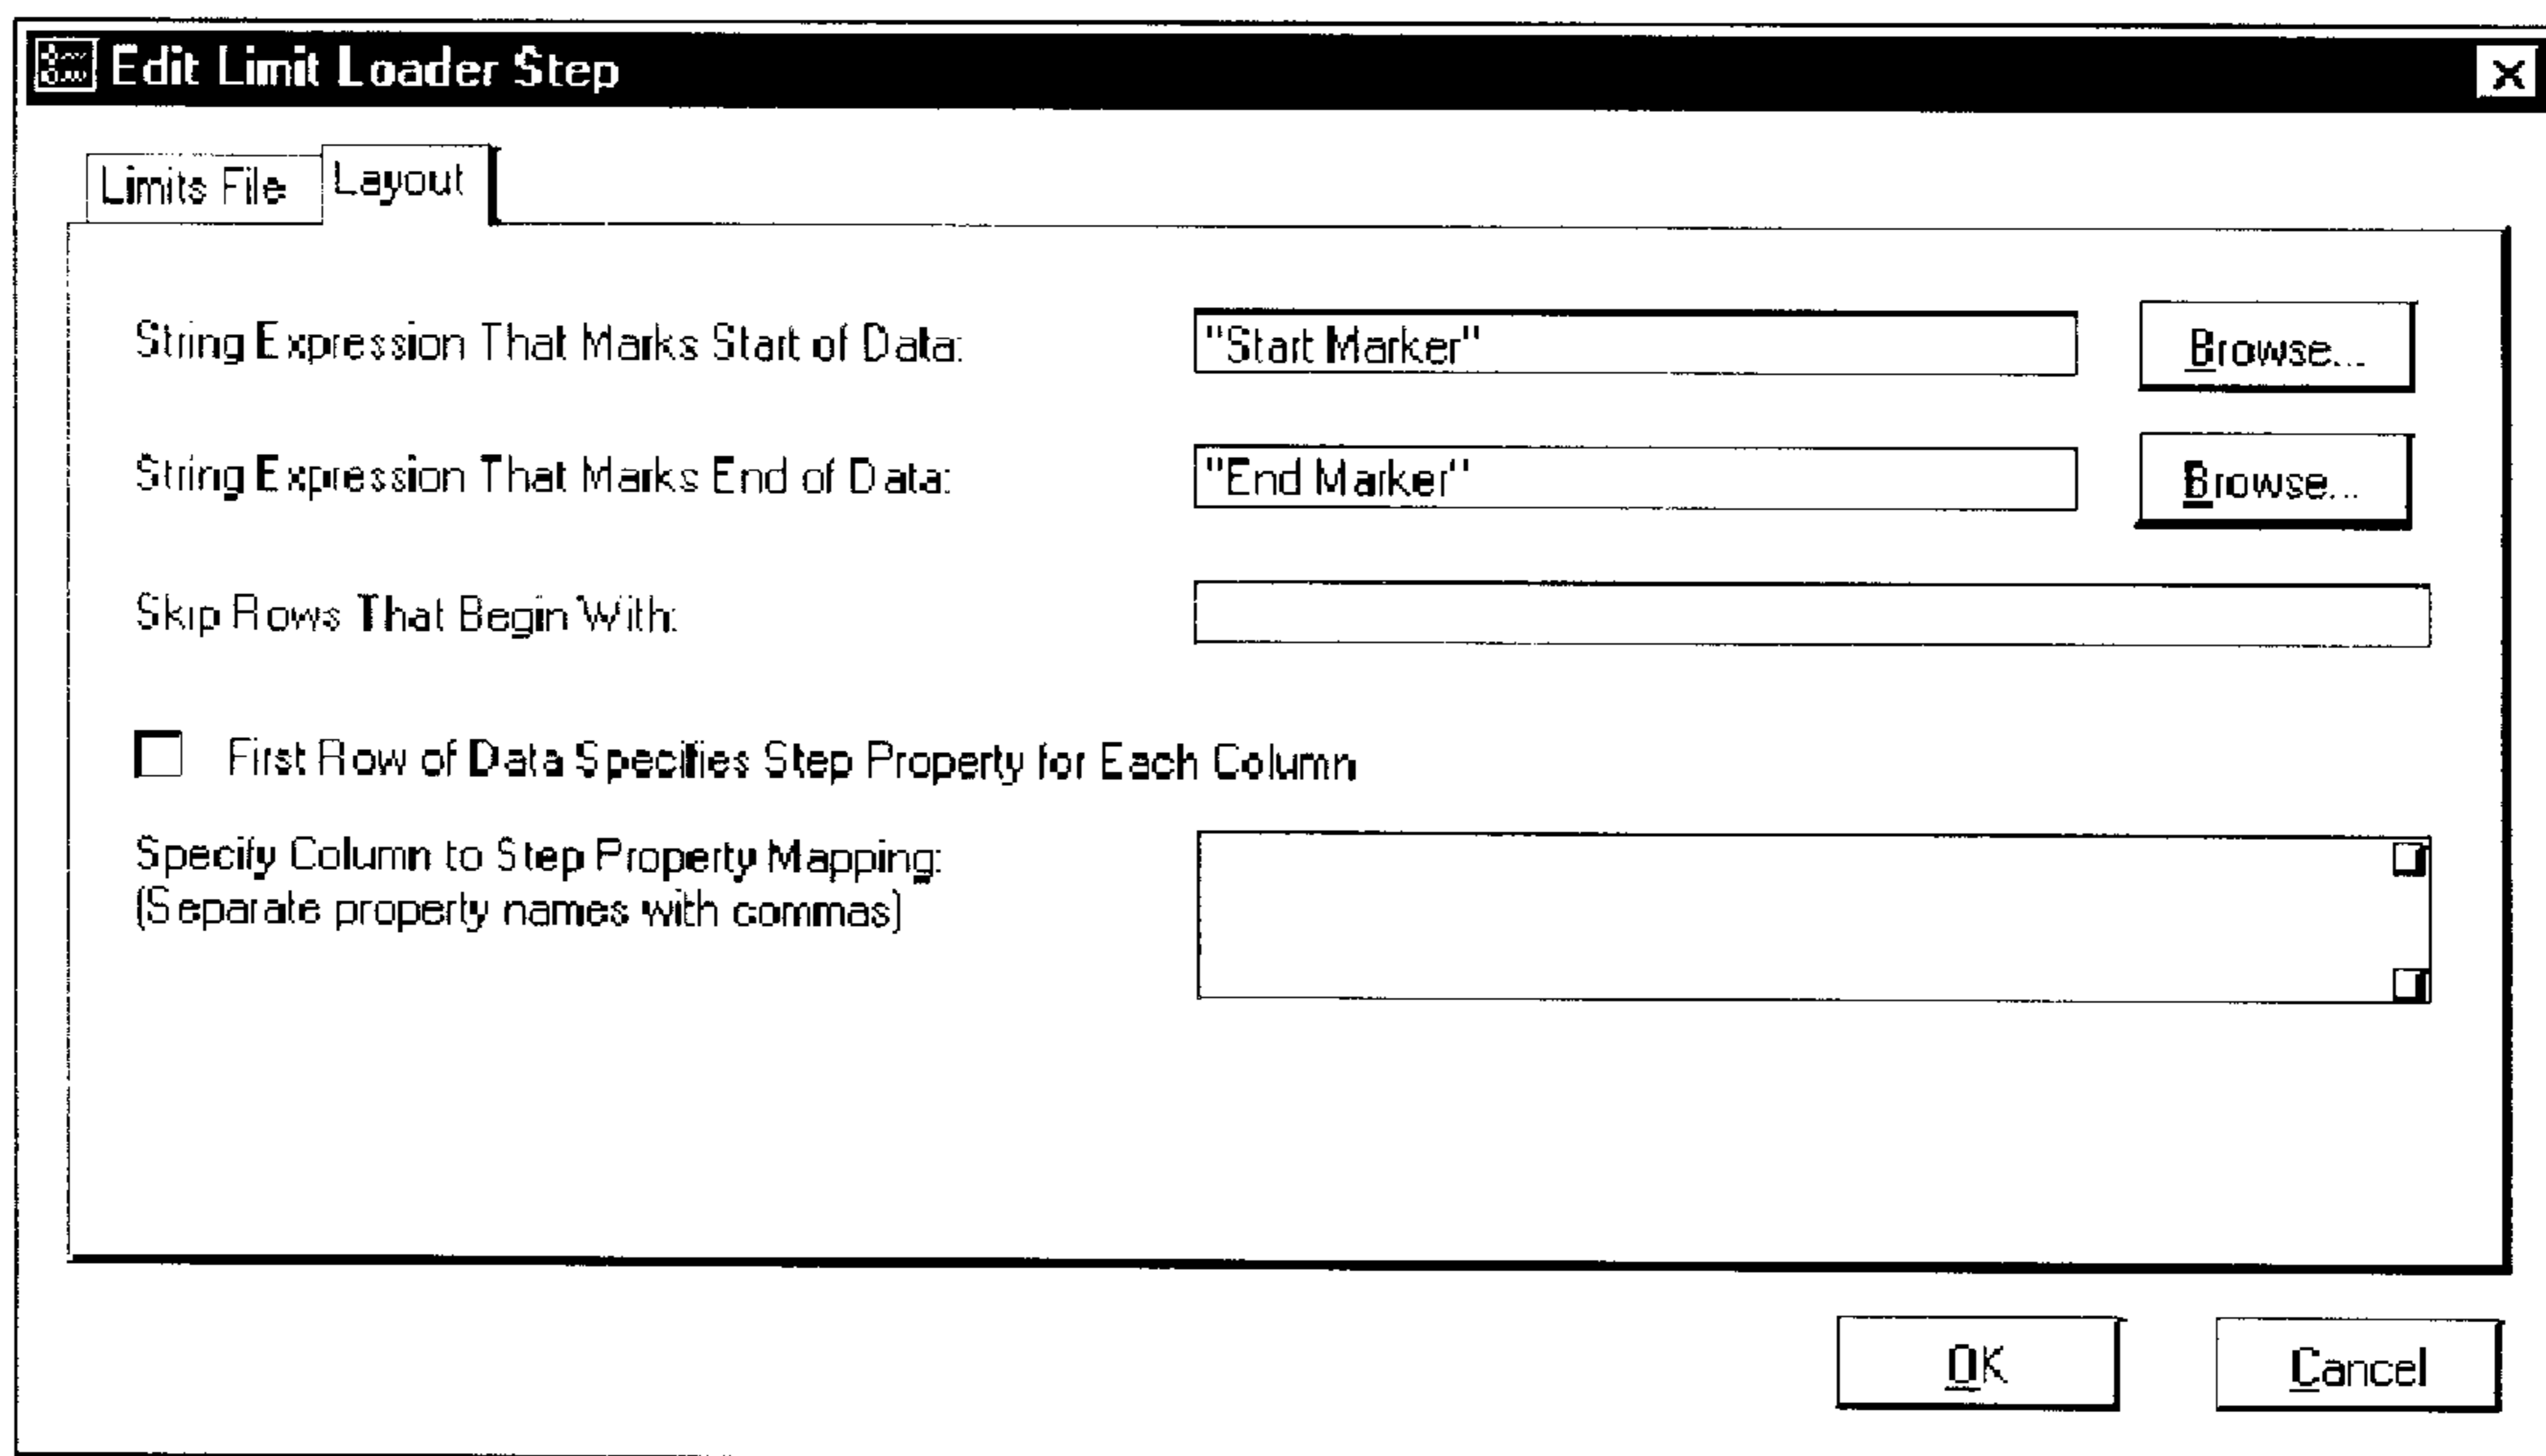 Edit Limit Loader Step
Limits File Layout
String Expression That Marks Start of Data: "Start Marker" Browse...
String Expression That Marks End of Data: "End Marker" Browse...
Skip Rows That Begin With:
First Row of Data Specifies Step Property for Each Column
Specify Column to Step Property Mapping:
(Separate property names with commas)
OK Cancel